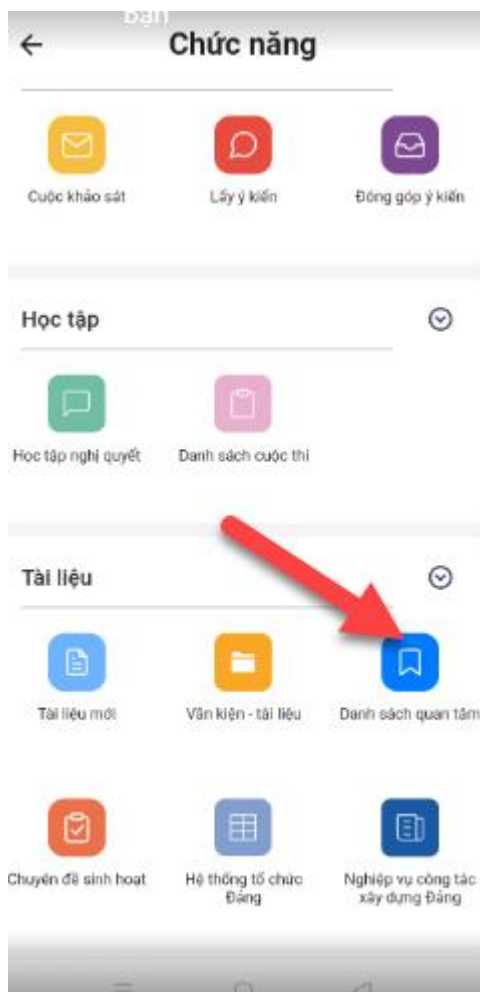 bạn
Chức năng
Cuộc khảo sát
Lấy ý kiến
Đóng góp ý kiến
Học tập
Học tập nghị quyết
Danh sách cuộc thi
Tài liệu
Tài liệu mới
Văn kiện - tài liệu
Danh sách quan tâm
Chuyên đề sinh hoạt
Hệ thống tổ chức
Đảng
Nghiệp vụ công tác
xây dựng Đảng